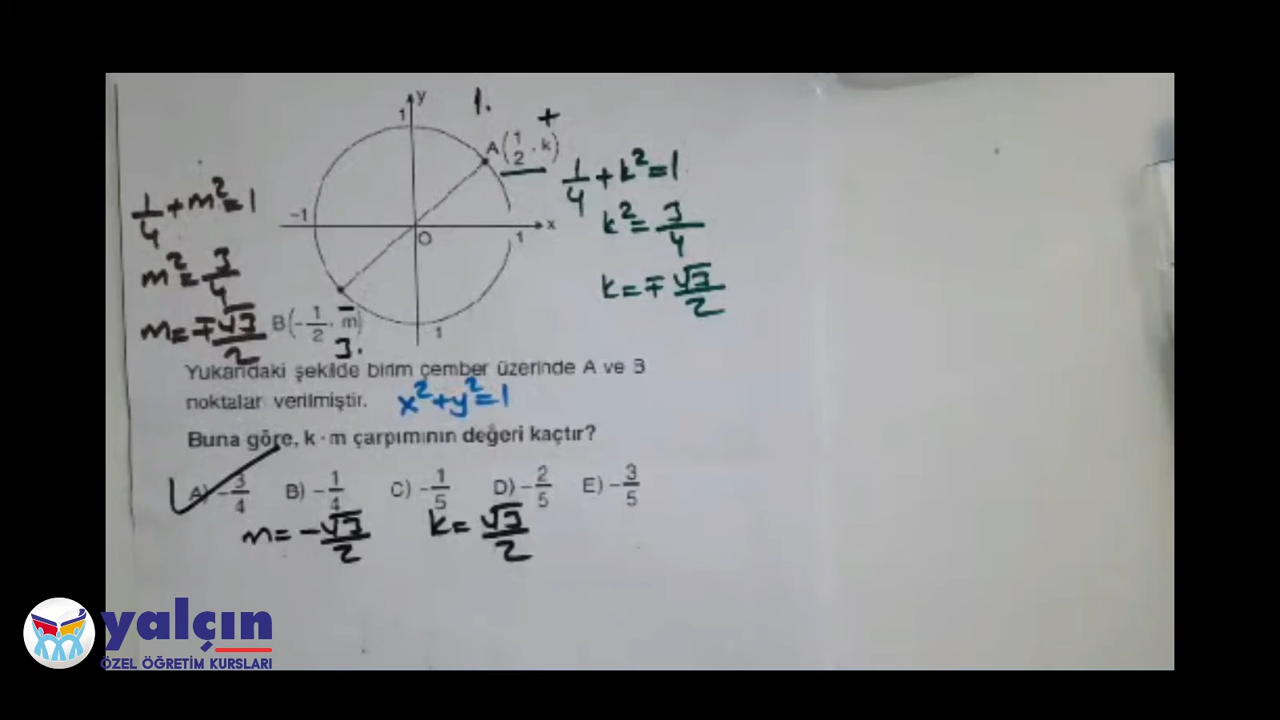 1 y 1.
+
A(1/2, k)
1/4 + k² = 1
k² = 3/4
k = ∓ √3/2
1/4 + m² = 1
m² = 3/4
m = ∓ √3/2
-1 O 1 x
B(-1/2, m)
1
3.
Yukarıdaki şekilde birim çember üzerinde A ve B
noktalar verilmiştir. x² + y² = 1
Buna göre, k · m çarpımının değeri kaçtır?
A) -3/4 B) -1/4 C) -1/5 D) -2/5 E) -3/5
m = -√3/2 k = √3/2
yalçın
ÖZEL ÖĞRETİM KURSLARI